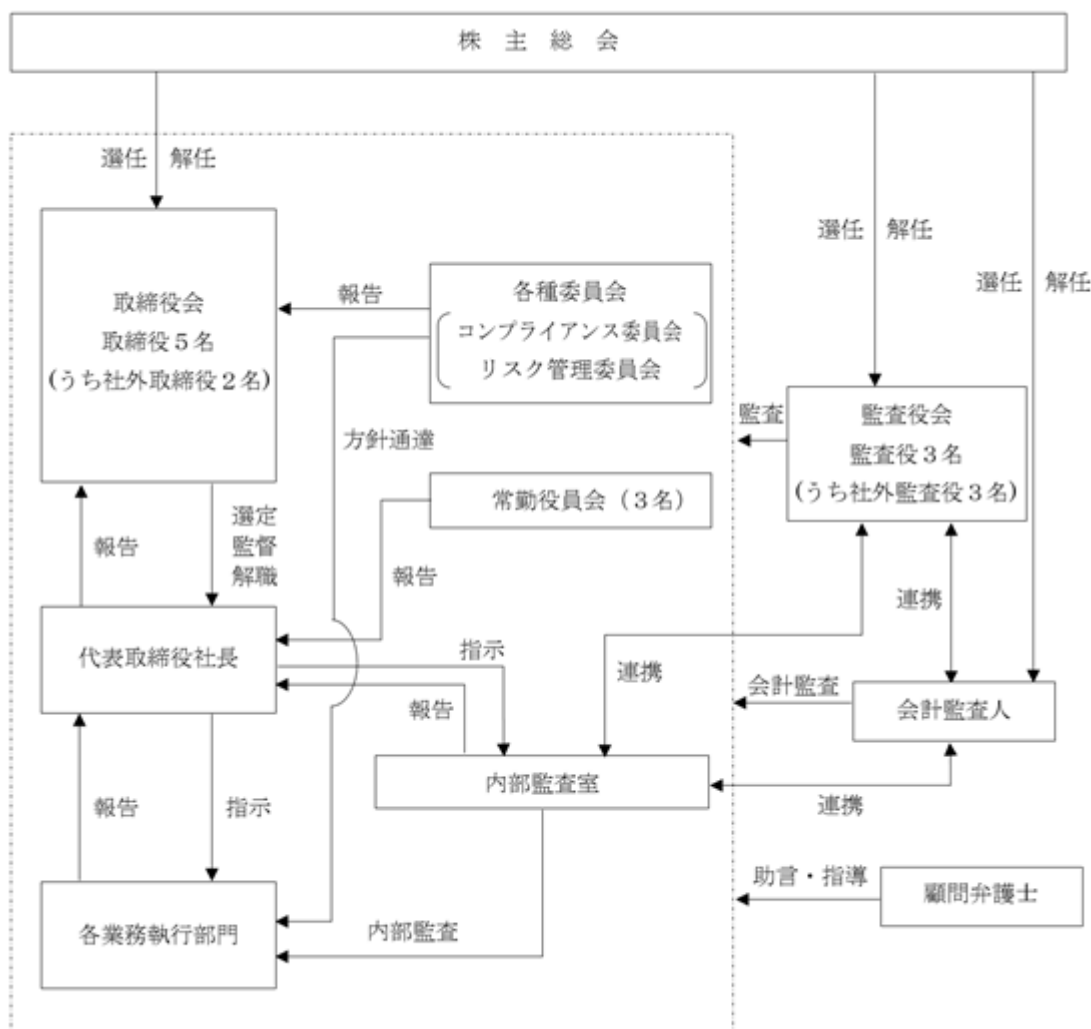 株主総会
選任 解任
選任 解任
選任 解任
取締役会
取締役5名
(うち社外取締役2名)
報告
各種委員会
コンプライアンス委員会
リスク管理委員会
監査
監査役会
監査役3名
(うち社外監査役3名)
方針通達
常勤役員会(3名)
報告
選定
監督
解職
報告
連携
代表取締役社長
指示
報告
連携
会計監査
会計監査人
内部監査室
報告
指示
連携
助言・指導
顧問弁護士
各業務執行部門
内部監査